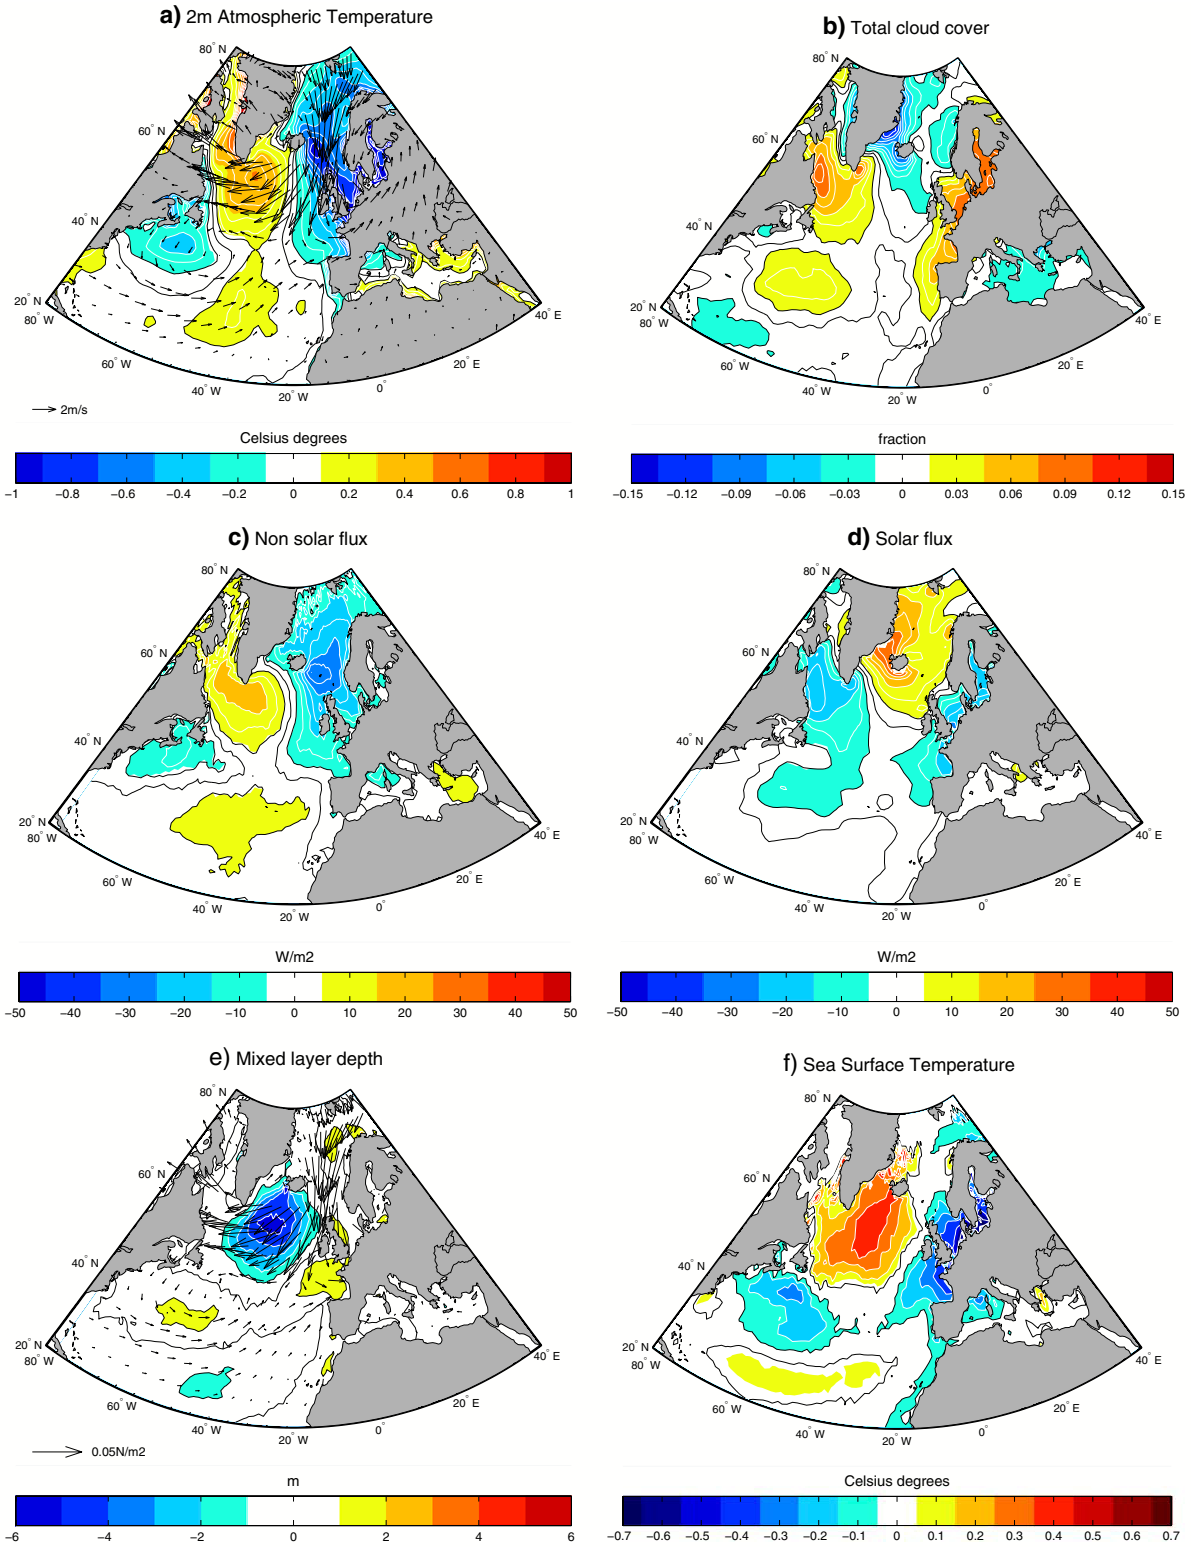 a) 2m Atmospheric Temperature
80° N
60° N
40° N
20° N
80° W
60° W
40° W
20° W
0°
20° E
40° E
2m/s
Celsius degrees
−1 −0.8 −0.6 −0.4 −0.2 0 0.2 0.4 0.6 0.8 1
b) Total cloud cover
80° N
60° N
40° N
20° N
80° W
60° W
40° W
20° W
0°
20° E
40° E
fraction
−0.15 −0.12 −0.09 −0.06 −0.03 0 0.03 0.06 0.09 0.12 0.15
c) Non solar flux
80° N
60° N
40° N
20° N
80° W
60° W
40° W
20° W
0°
20° E
40° E
W/m2
−50 −40 −30 −20 −10 0 10 20 30 40 50
d) Solar flux
80° N
60° N
40° N
20° N
80° W
60° W
40° W
20° W
0°
20° E
40° E
W/m2
−50 −40 −30 −20 −10 0 10 20 30 40 50
e) Mixed layer depth
80° N
60° N
40° N
20° N
80° W
60° W
40° W
20° W
0°
20° E
40° E
0.05N/m2
m
−6 −4 −2 0 2 4 6
f) Sea Surface Temperature
80° N
60° N
40° N
20° N
80° W
60° W
40° W
20° W
0°
20° E
40° E
Celsius degrees
−0.7 −0.6 −0.5 −0.4 −0.3 −0.2 −0.1 0 0.1 0.2 0.3 0.4 0.5 0.6 0.7